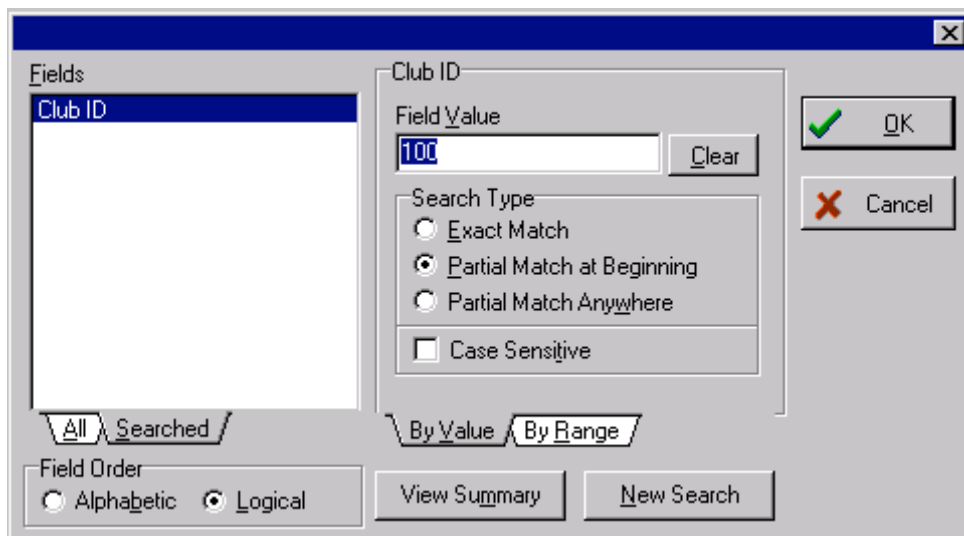 Fields
Club ID
All
Searched
Field Order
Alphabetic
Logical
Club ID
Field Value
100
Clear
Search Type
Exact Match
Partial Match at Beginning
Partial Match Anywhere
Case Sensitive
By Value
By Range
View Summary
New Search
OK
Cancel